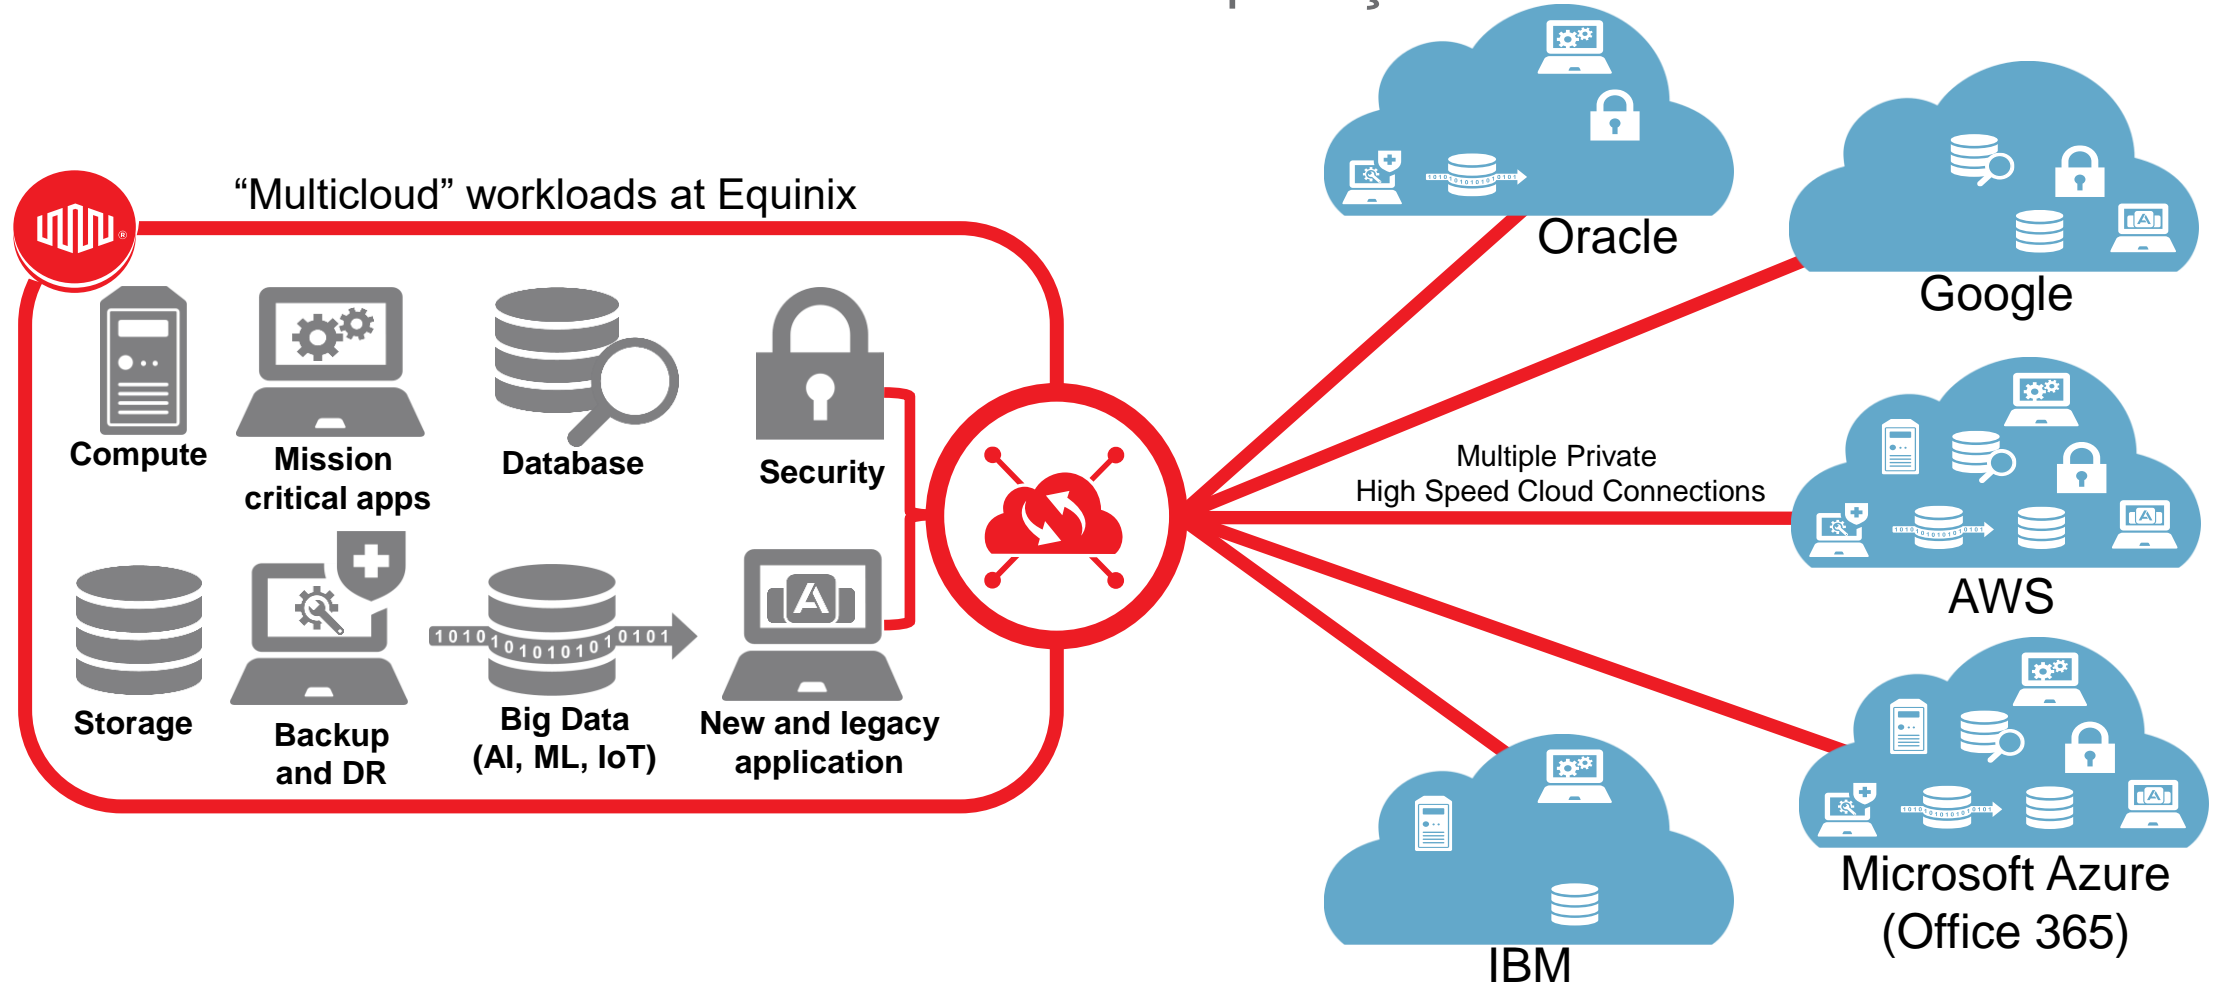 “Multicloud” workloads at Equinix
Compute
Mission
critical apps
Database
Security
Storage
Backup
and DR
1010101010101010101
Big Data
(AI, ML, IoT)
A
New and legacy
application
Multiple Private
High Speed Cloud Connections
Oracle
Google
AWS
Microsoft Azure
(Office 365)
IBM